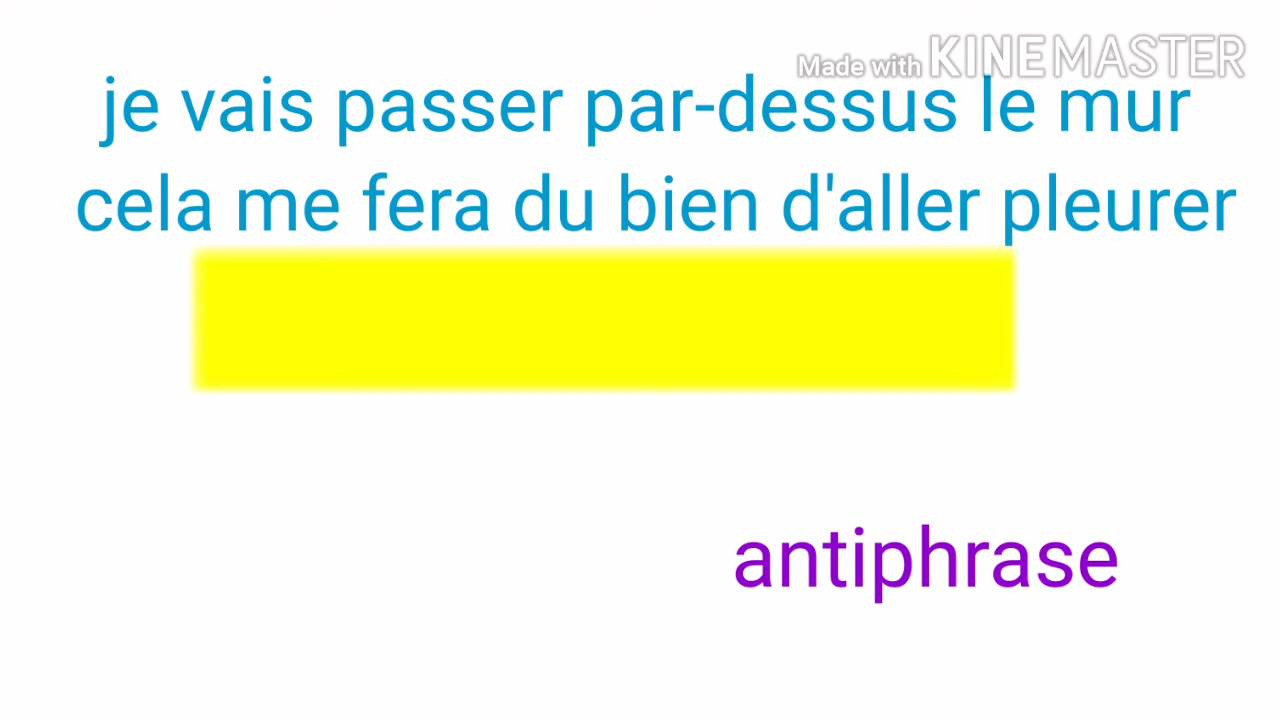 Made with KINEMASTER
je vais passer par-dessus le mur
cela me fera du bien d'aller pleurer
antiphrase